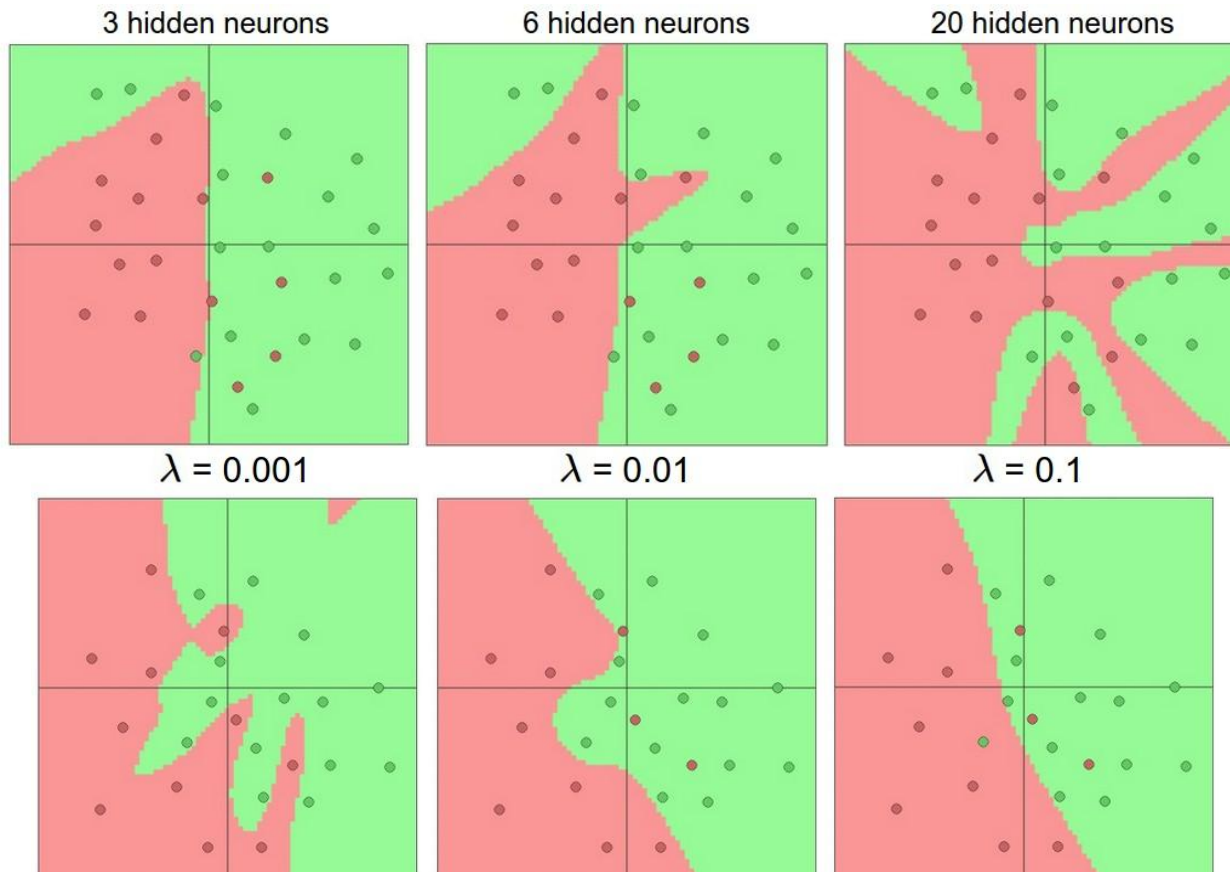 3 hidden neurons 6 hidden neurons 20 hidden neurons
λ = 0.001 λ = 0.01 λ = 0.1